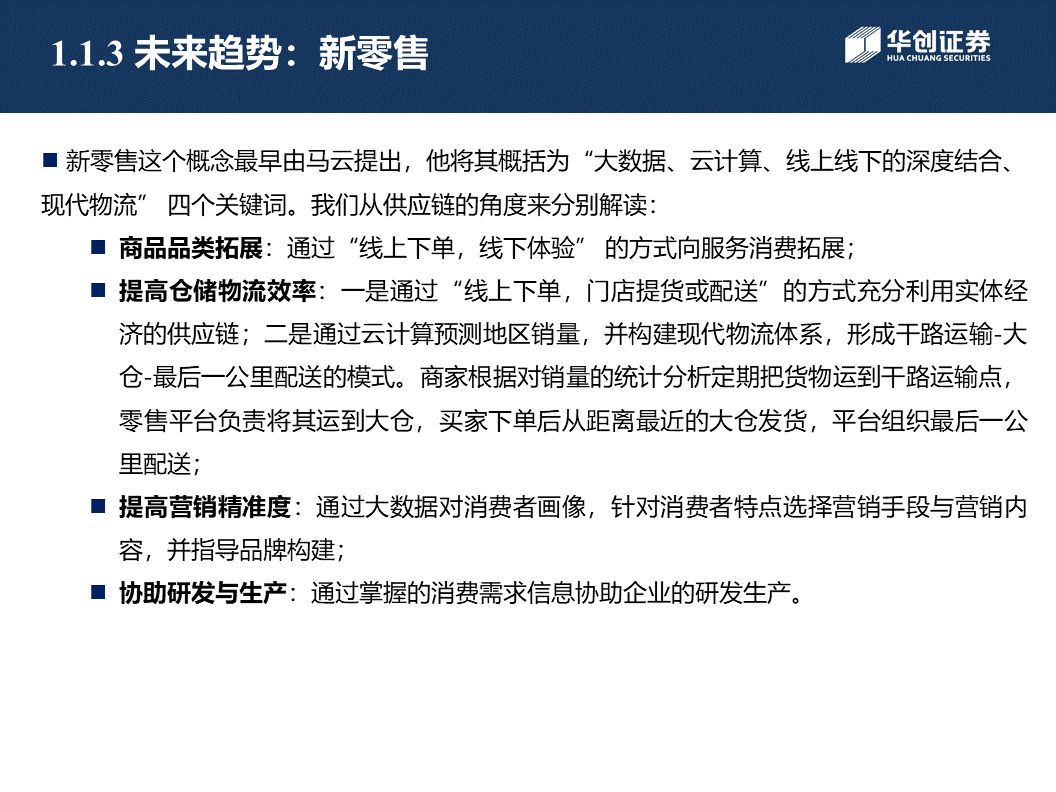 1.1.3 未来趋势：新零售
华创证券
HUA CHUANG SECURITIES
新零售这个概念最早由马云提出，他将其概括为“大数据、云计算、线上线下的深度结合、
现代物流” 四个关键词。我们从供应链的角度来分别解读：
商品品类拓展：通过“线上下单，线下体验” 的方式向服务消费拓展；
提高仓储物流效率：一是通过“线上下单，门店提货或配送”的方式充分利用实体经
济的供应链；二是通过云计算预测地区销量，并构建现代物流体系，形成干路运输-大
仓-最后一公里配送的模式。商家根据对销量的统计分析定期把货物运到干路运输点，
零售平台负责将其运到大仓，买家下单后从距离最近的大仓发货，平台组织最后一公
里配送；
提高营销精准度：通过大数据对消费者画像，针对消费者特点选择营销手段与营销内
容，并指导品牌构建；
协助研发与生产：通过掌握的消费需求信息协助企业的研发生产。